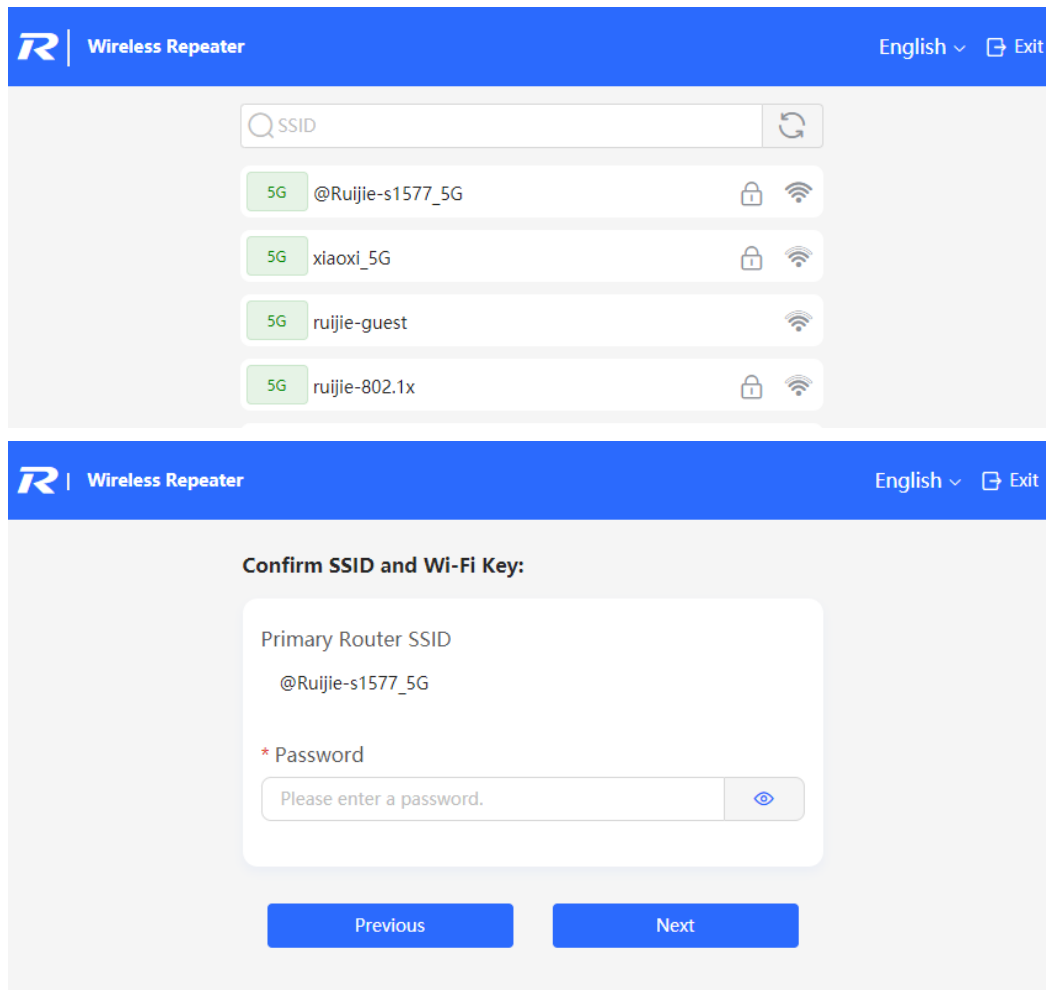 R Wireless Repeater English Exit
SSID
5G @Ruijie-s1577_5G
5G xiaoxi_5G
5G ruijie-guest
5G ruijie-802.1x
R Wireless Repeater English Exit
Confirm SSID and Wi-Fi Key:
Primary Router SSID
@Ruijie-s1577_5G
* Password
Please enter a password.
Previous Next